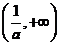 (1/a, +∞)